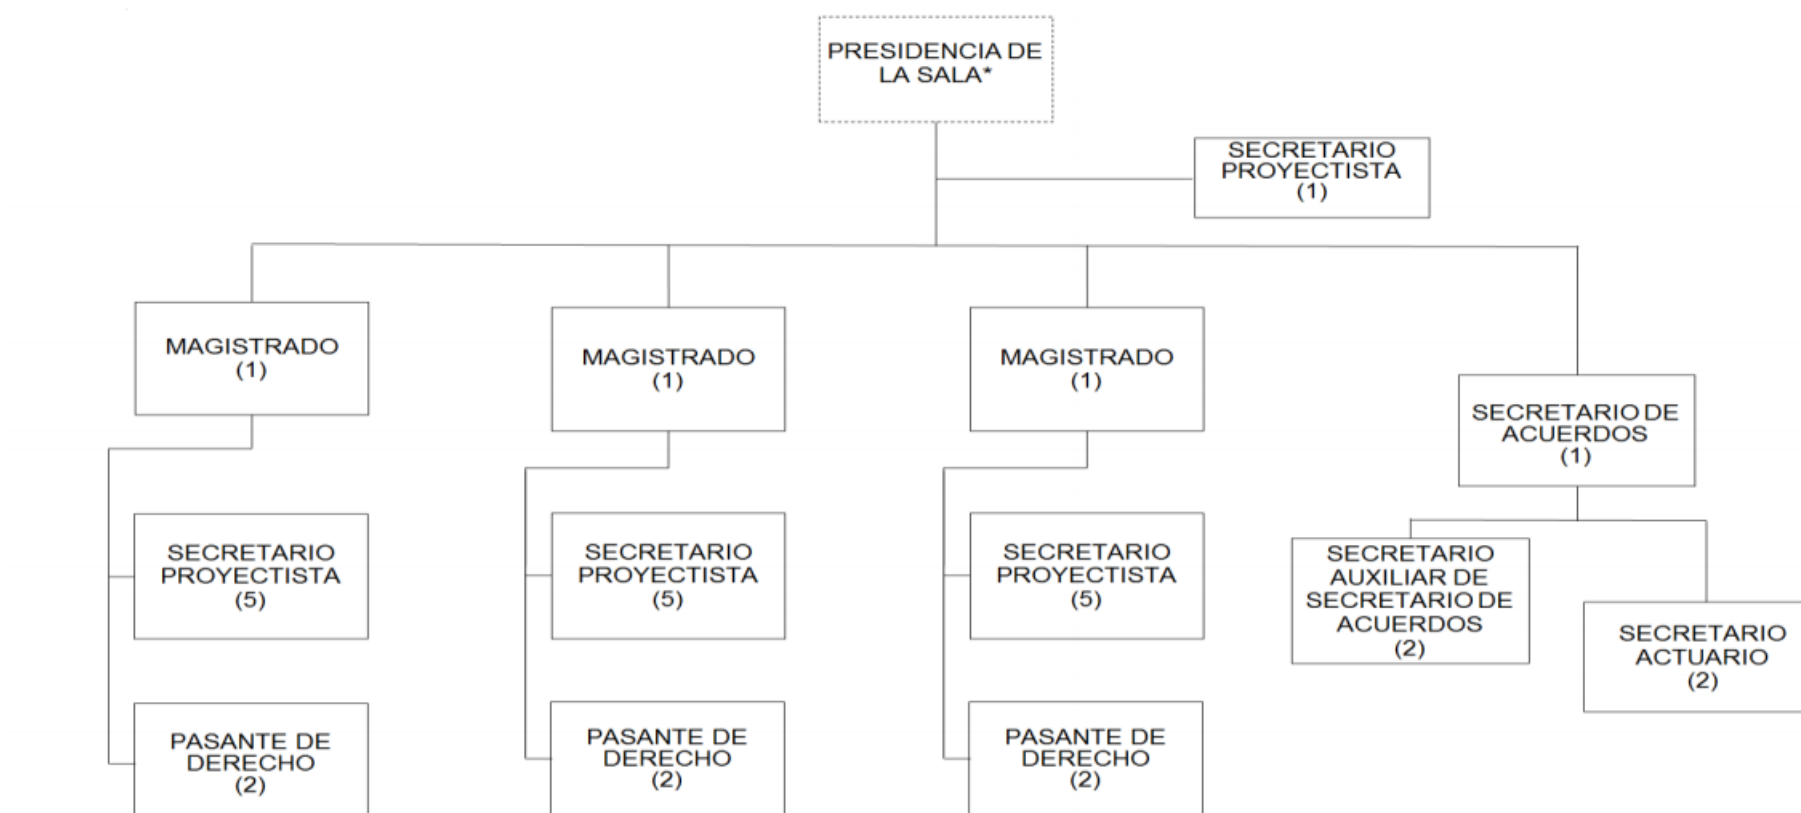 PRESIDENCIA DE
LA SALA*
SECRETARIO
PROYECTISTA
(1)
MAGISTRADO
(1)
MAGISTRADO
(1)
MAGISTRADO
(1)
SECRETARIO DE
ACUERDOS
(1)
SECRETARIO
PROYECTISTA
(5)
SECRETARIO
PROYECTISTA
(5)
SECRETARIO
PROYECTISTA
(5)
SECRETARIO
AUXILIAR DE
SECRETARIO DE
ACUERDOS
(2)
SECRETARIO
ACTUARIO
(2)
PASANTE DE
DERECHO
(2)
PASANTE DE
DERECHO
(2)
PASANTE DE
DERECHO
(2)